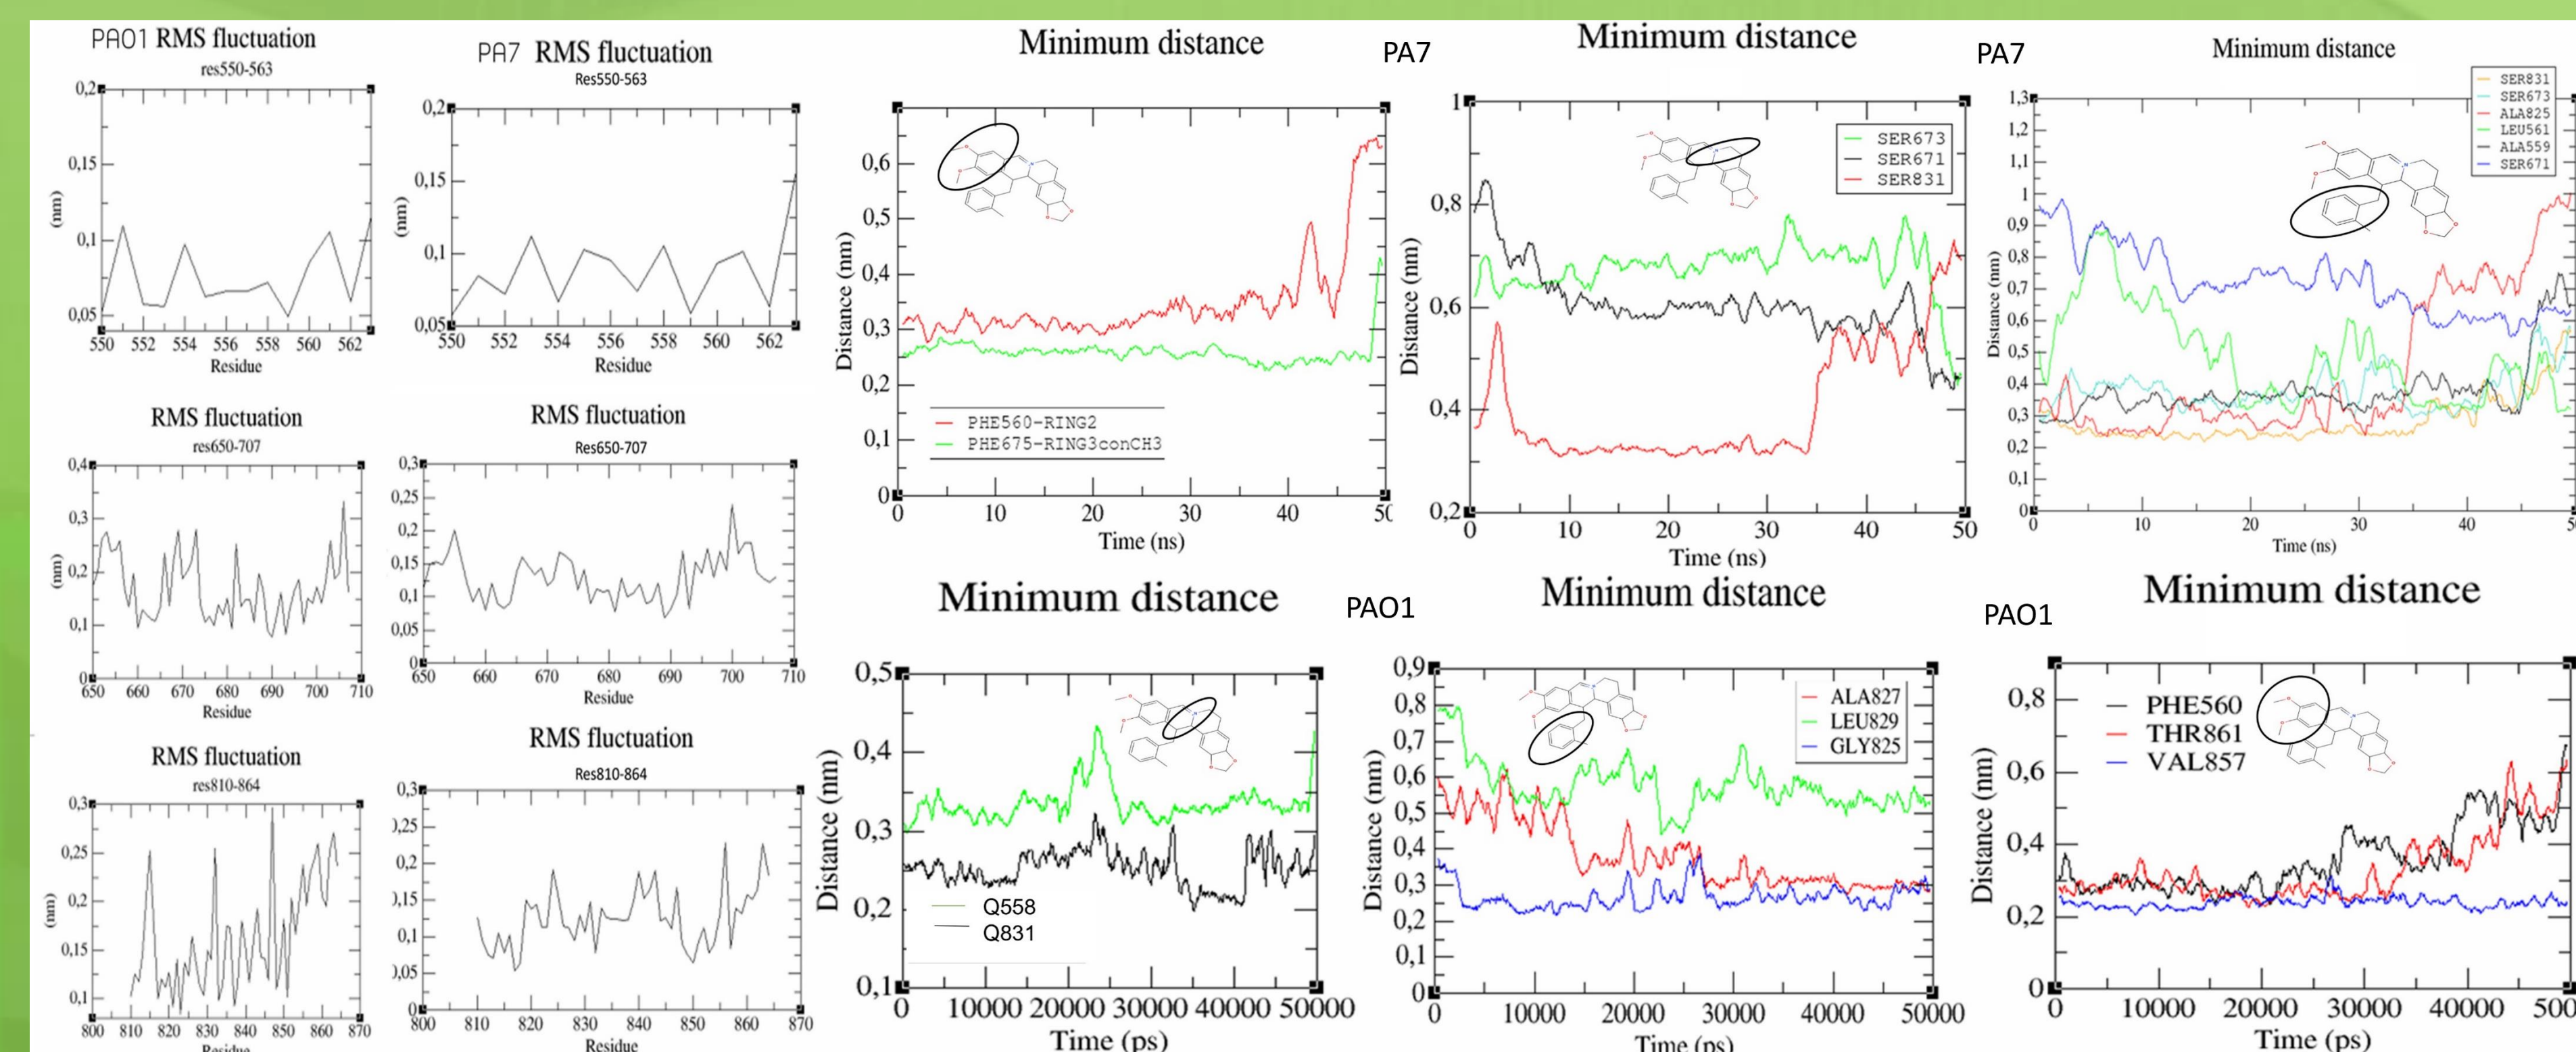 PAO1 RMS fluctuation
res550-563
0,2
0,15
0,1
0,05
(nm)
550 552 554 556 558 560 562
Residue
PA7 RMS fluctuation
Res550-563
0,2
0,15
0,1
0,05
(nm)
550 552 554 556 558 560 562
Residue
Minimum distance
0,6
0,5
0,4
0,3
0,2
0,1
0
Distance (nm)
PHE560-RING2
PHE675-RING3conCH3
0 10 20 30 40
Time (ns)
PA7
Minimum distance
1
0,8
0,6
0,4
0,2
Distance (nm)
SER673
SER671
SER831
0 10 20 30 40 50
Time (ns)
PA7
Minimum distance
SER831
SER673
ALA825
LEU561
ALA559
SER671
1,3
1,2
1,1
1
0,9
0,8
0,7
0,6
0,5
0,4
0,3
0,2
0,1
0
Distance (nm)
0 10 20 30 40
Time (ns)
RMS fluctuation
res650-707
0,4
0,3
0,2
0,1
0
(nm)
650 660 670 680 690 700 710
Residue
RMS fluctuation
Res650-707
0,3
0,25
0,2
0,15
0,1
0,05
0
650 660 670 680 690 700 710
Residue
RMS fluctuation
res810-864
0,3
0,25
0,2
0,15
0,1
(nm)
800 810 820 830 840 850 860 870
Residue
RMS fluctuation
Res810-864
0,3
,25
0,2
0,15
0,1
,05
0
800 810 820 830 840 850 860 870
Residue
Minimum distance
0,5
0,4
0,3
0,2
0,1
Distance (nm)
Q558
Q831
0 10000 20000 30000 40000 50000
Time (ps)
PAO1
Minimum distance
0,9
0,8
0,7
0,6
0,5
0,4
0,3
0,2
0,1
0
Distance (nm)
ALA827
LEU829
GLY825
0 10000 20000 30000 40000 50000
Time (ps)
PAO1
Minimum distance
0,8
0,6
0,4
0,2
0
Distance (nm)
PHE560
THR861
VAL857
0 10000 20000 30000 40000 500
Time (ps)